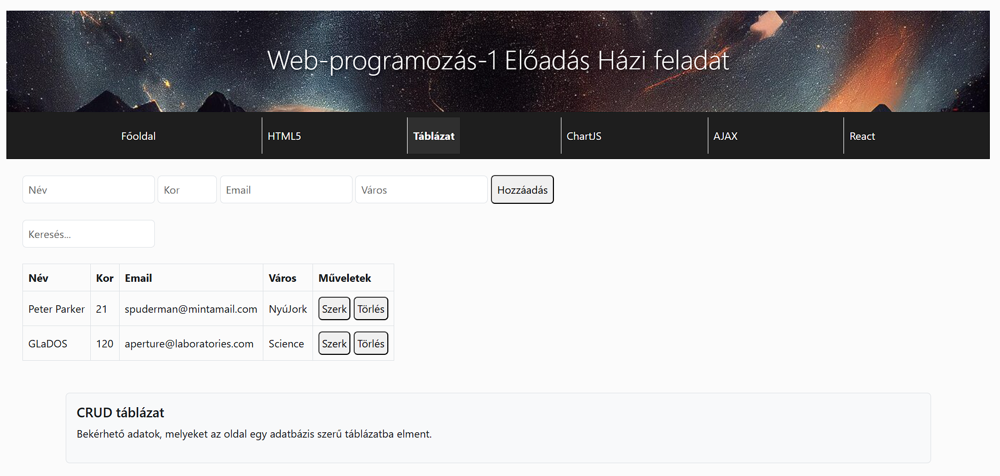 Web-programozás-1 Előadás Házi feladat
Főoldal HTML5 Táblázat ChartJS AJAX React
Név Kor Email Város Hozzáadás
Keresés...
Név Kor Email Város Műveletek
Peter Parker 21 spuderman@mintamail.com NyúJork Szerk Törlés
GLaDOS 120 aperture@laboratories.com Science Szerk Törlés
CRUD táblázat
Bekérhető adatok, melyeket az oldal egy adatbázis szerű táblázatba elment.